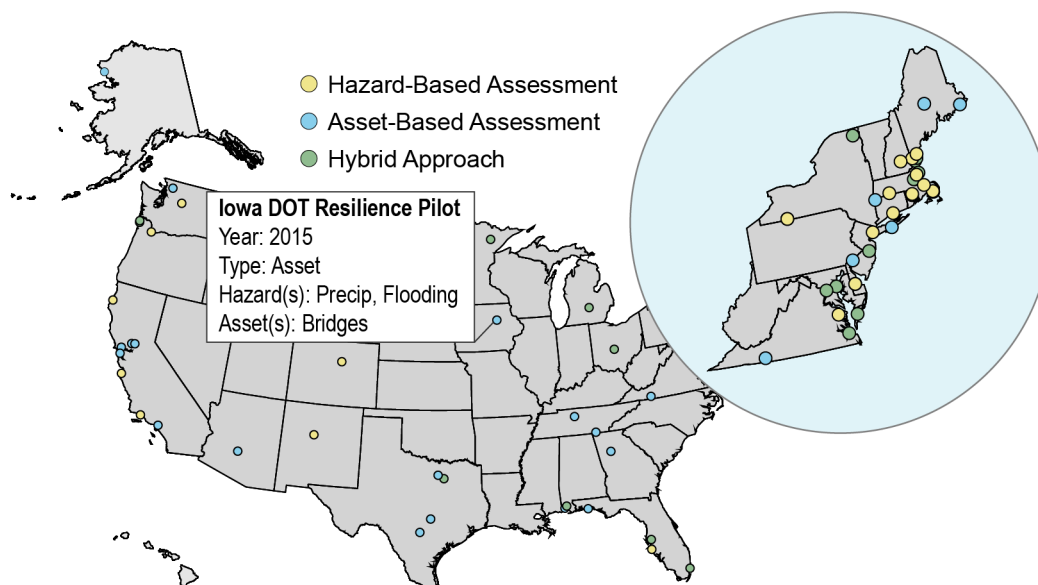 Hazard-Based Assessment
Asset-Based Assessment
Hybrid Approach
Iowa DOT Resilience Pilot
Year: 2015
Type: Asset
Hazard(s): Precip, Flooding
Asset(s): Bridges